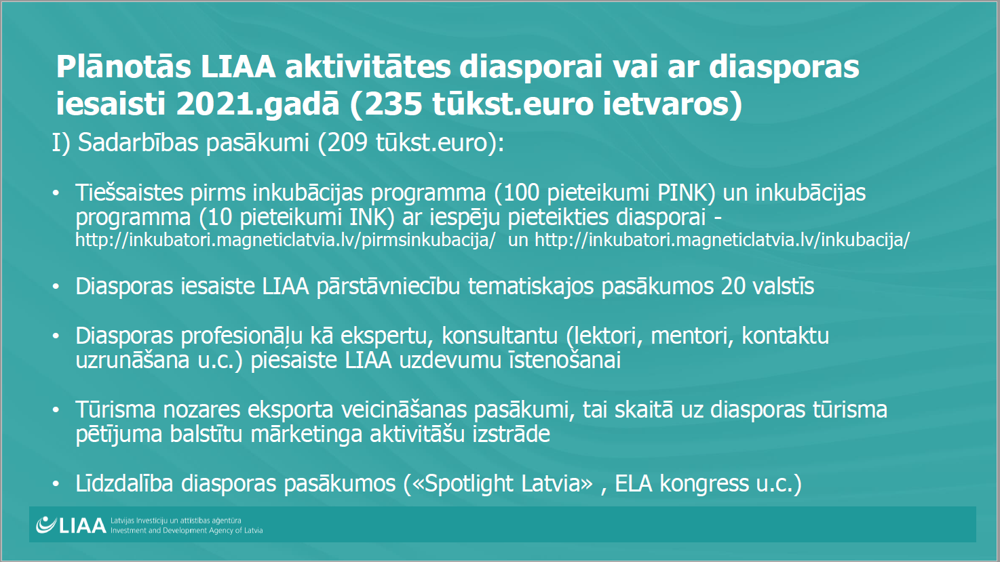 Plānotās LIAA aktivitātes diasporai vai ar diasporas
iesaisti 2021.gadā (235 tūkst.euro ietvaros)
I) Sadarbības pasākumi (209 tūkst.euro):
• Tiešsaistes pirms inkubācijas programma (100 pieteikumi PINK) un inkubācijas
programma (10 pieteikumi INK) ar iespēju pieteikties diasporai -
http://inkubatori.magneticlatvia.lv/pirmsinkubacija/ un http://inkubatori.magneticlatvia.lv/inkubacija/
• Diasporas iesaiste LIAA pārstāvniecību tematiskajos pasākumos 20 valstīs
• Diasporas profesionāļu kā ekspertu, konsultantu (lektori, mentori, kontaktu
uzrunāšana u.c.) piesaiste LIAA uzdevumu īstenošanai
• Tūrisma nozares eksporta veicināšanas pasākumi, tai skaitā uz diasporas tūrisma
pētījuma balstītu mārketinga aktivitāšu izstrāde
• Līdzdalība diasporas pasākumos («Spotlight Latvia» , ELA kongress u.c.)
LIAA
Latvijas Investīciju un attīstības aģentūra
Investment and Development Agency of Latvia